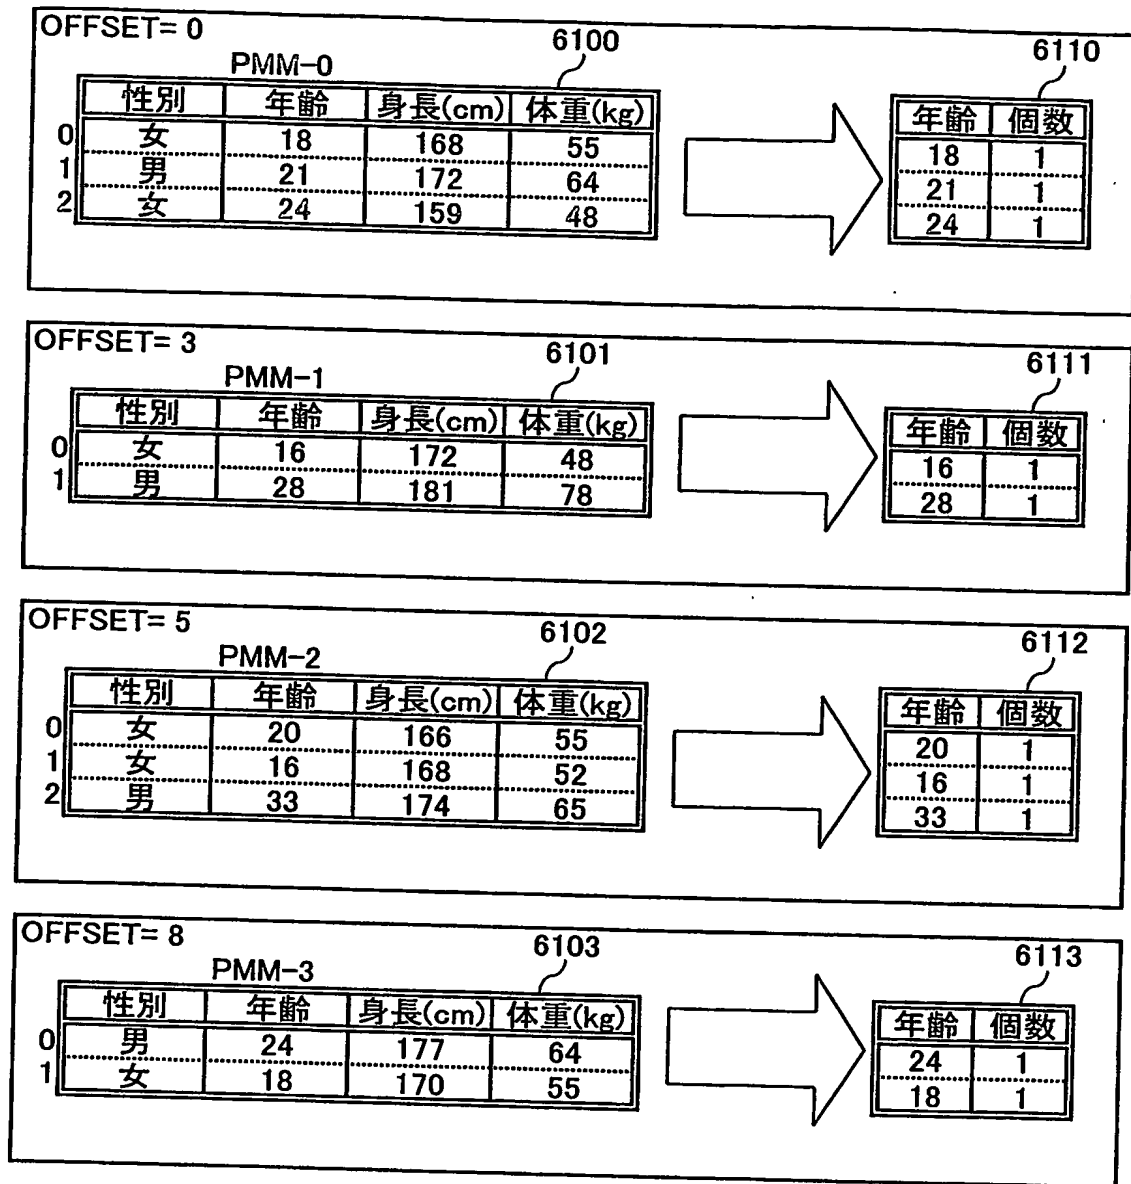 OFFSET= 0
6100
6110
PMM-0
性別 年齢 身長(cm) 体重(kg)
0 女 18 168 55
1 男 21 172 64
2 女 24 159 48
年齢 個数
18 1
21 1
24 1
OFFSET= 3
6101
6111
PMM-1
性別 年齢 身長(cm) 体重(kg)
0 女 16 172 48
1 男 28 181 78
年齢 個数
16 1
28 1
OFFSET= 5
6102
6112
PMM-2
性別 年齢 身長(cm) 体重(kg)
0 女 20 166 55
1 女 16 168 52
2 男 33 174 65
年齢 個数
20 1
16 1
33 1
OFFSET= 8
6103
6113
PMM-3
性別 年齢 身長(cm) 体重(kg)
0 男 24 177 64
1 女 18 170 55
年齢 個数
24 1
18 1